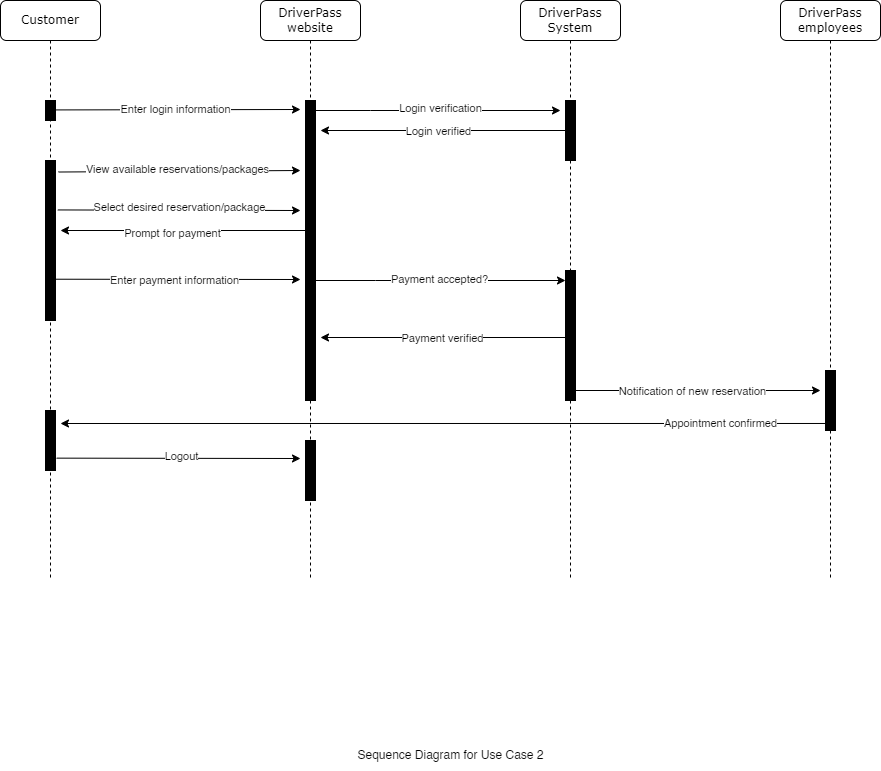 Customer
DriverPass
website
DriverPass
System
DriverPass
employees
Enter login information
Login verification
Login verified
View available reservations/packages
Select desired reservation/package
Prompt for payment
Enter payment information
Payment accepted?
Payment verified
Notification of new reservation
Appointment confirmed
Logout
Sequence Diagram for Use Case 2